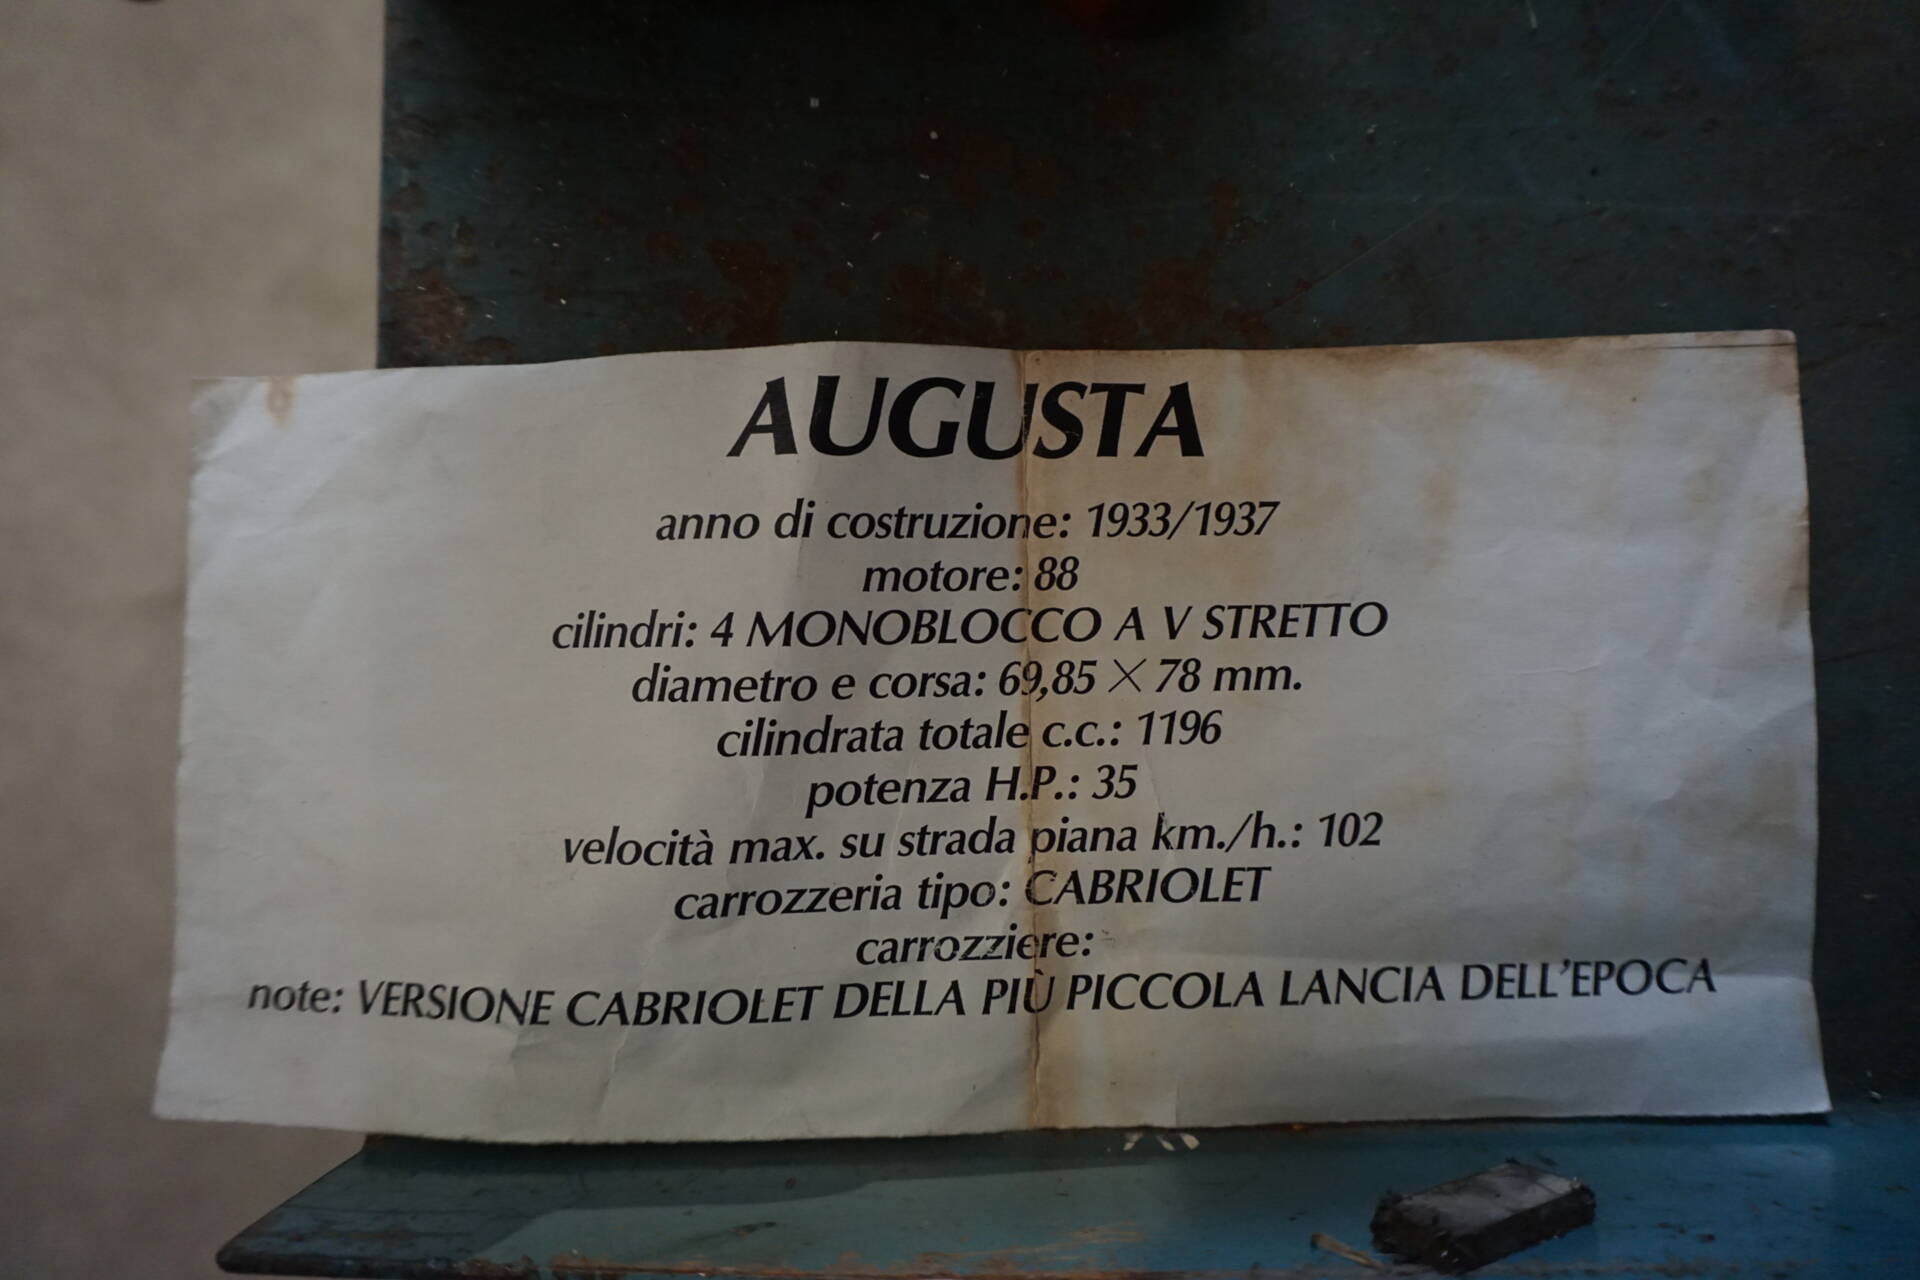 AUGUSTA
anno di costruzione: 1933/1937
motore: 88
cilindri: 4 MONOBLOCCO A V STRETTO
diametro e corsa: 69,85 × 78 mm.
cilindrata totale c.c.: 1196
potenza H.P.: 35
velocità max. su strada piana km./h.: 102
carrozzeria tipo: CABRIOLET
carrozziere:
note: VERSIONE CABRIOLET DELLA PIÙ PICCOLA LANCIA DELL'EPOCA